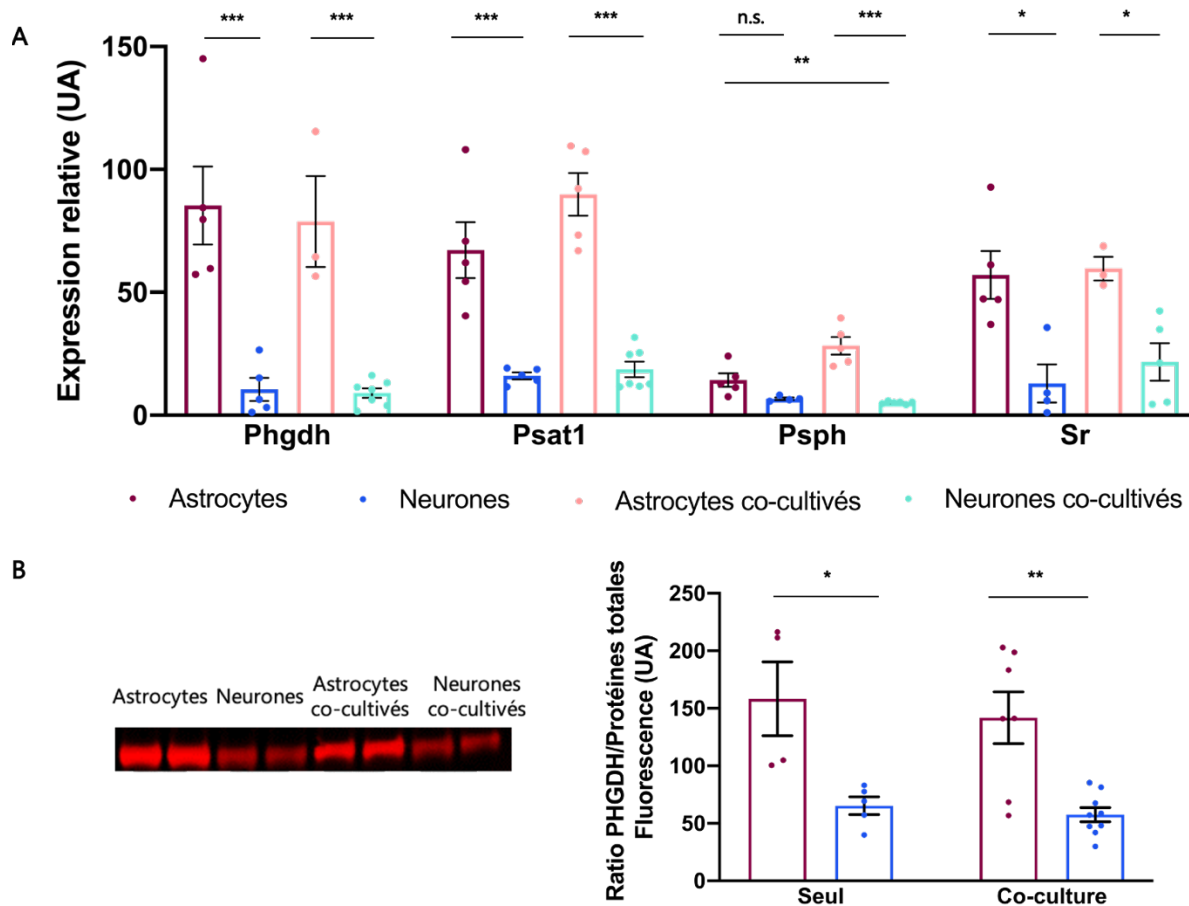 A
*** *** *** *** n.s. *** * *
**
Expression relative (UA)
150
100
50
0
Phgdh Psat1 Psph Sr
Astrocytes Neurones Astrocytes co-cultivés Neurones co-cultivés
B
Astrocytes Neurones Astrocytes co-cultivés Neurones co-cultivés
Ratio PHGDH/Protéines totales
Fluorescence (UA)
* **
250
200
150
100
50
0
Seul Co-culture